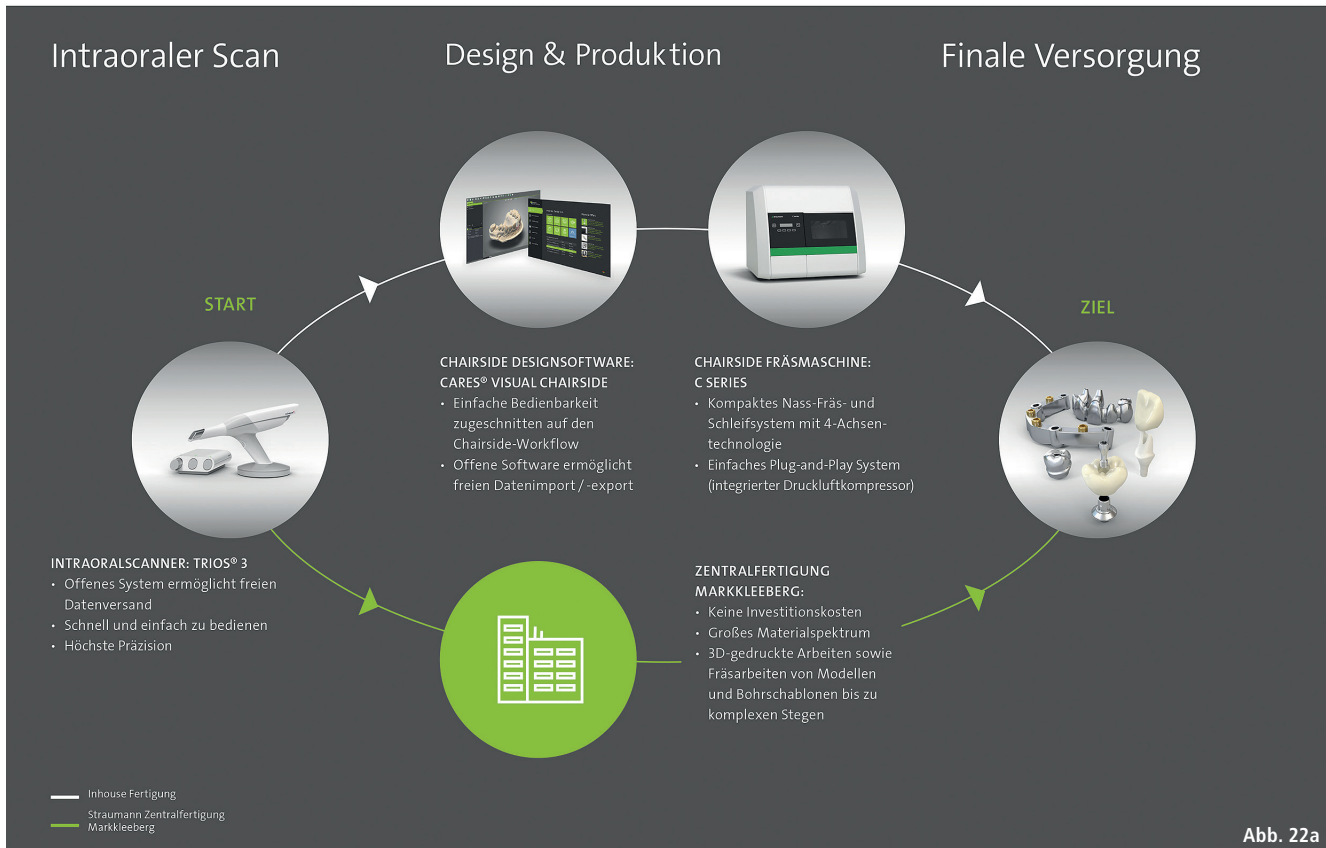 Intraoraler Scan
Design & Produktion
Finale Versorgung
START
ZIEL
CHAIRSIDE DESIGNSOFTWARE:
CARES® VISUAL CHAIRSIDE
• Einfache Bedienbarkeit
zugeschnitten auf den
Chairside-Workflow
• Offene Software ermöglicht
freien Datenimport / -export
CHAIRSIDE FRÄSMASCHINE:
C SERIES
• Kompaktes Nass-Fräs- und
Schleifsystem mit 4-Achsen-
technologie
• Einfaches Plug-and-Play System
(integrierter Druckluftkompressor)
INTRAORALSCANNER: TRIOS® 3
• Offenes System ermöglicht freien
Datenversand
• Schnell und einfach zu bedienen
• Höchste Präzision
ZENTRALFERTIGUNG
MARKKLEEBERG:
• Keine Investitionskosten
• Großes Materialspektrum
• 3D-gedruckte Arbeiten sowie
Fräsarbeiten von Modellen
und Bohrschablonen bis zu
komplexen Stegen
Inhouse Fertigung
Straumann Zentralfertigung
Markkleeberg
Abb. 22a